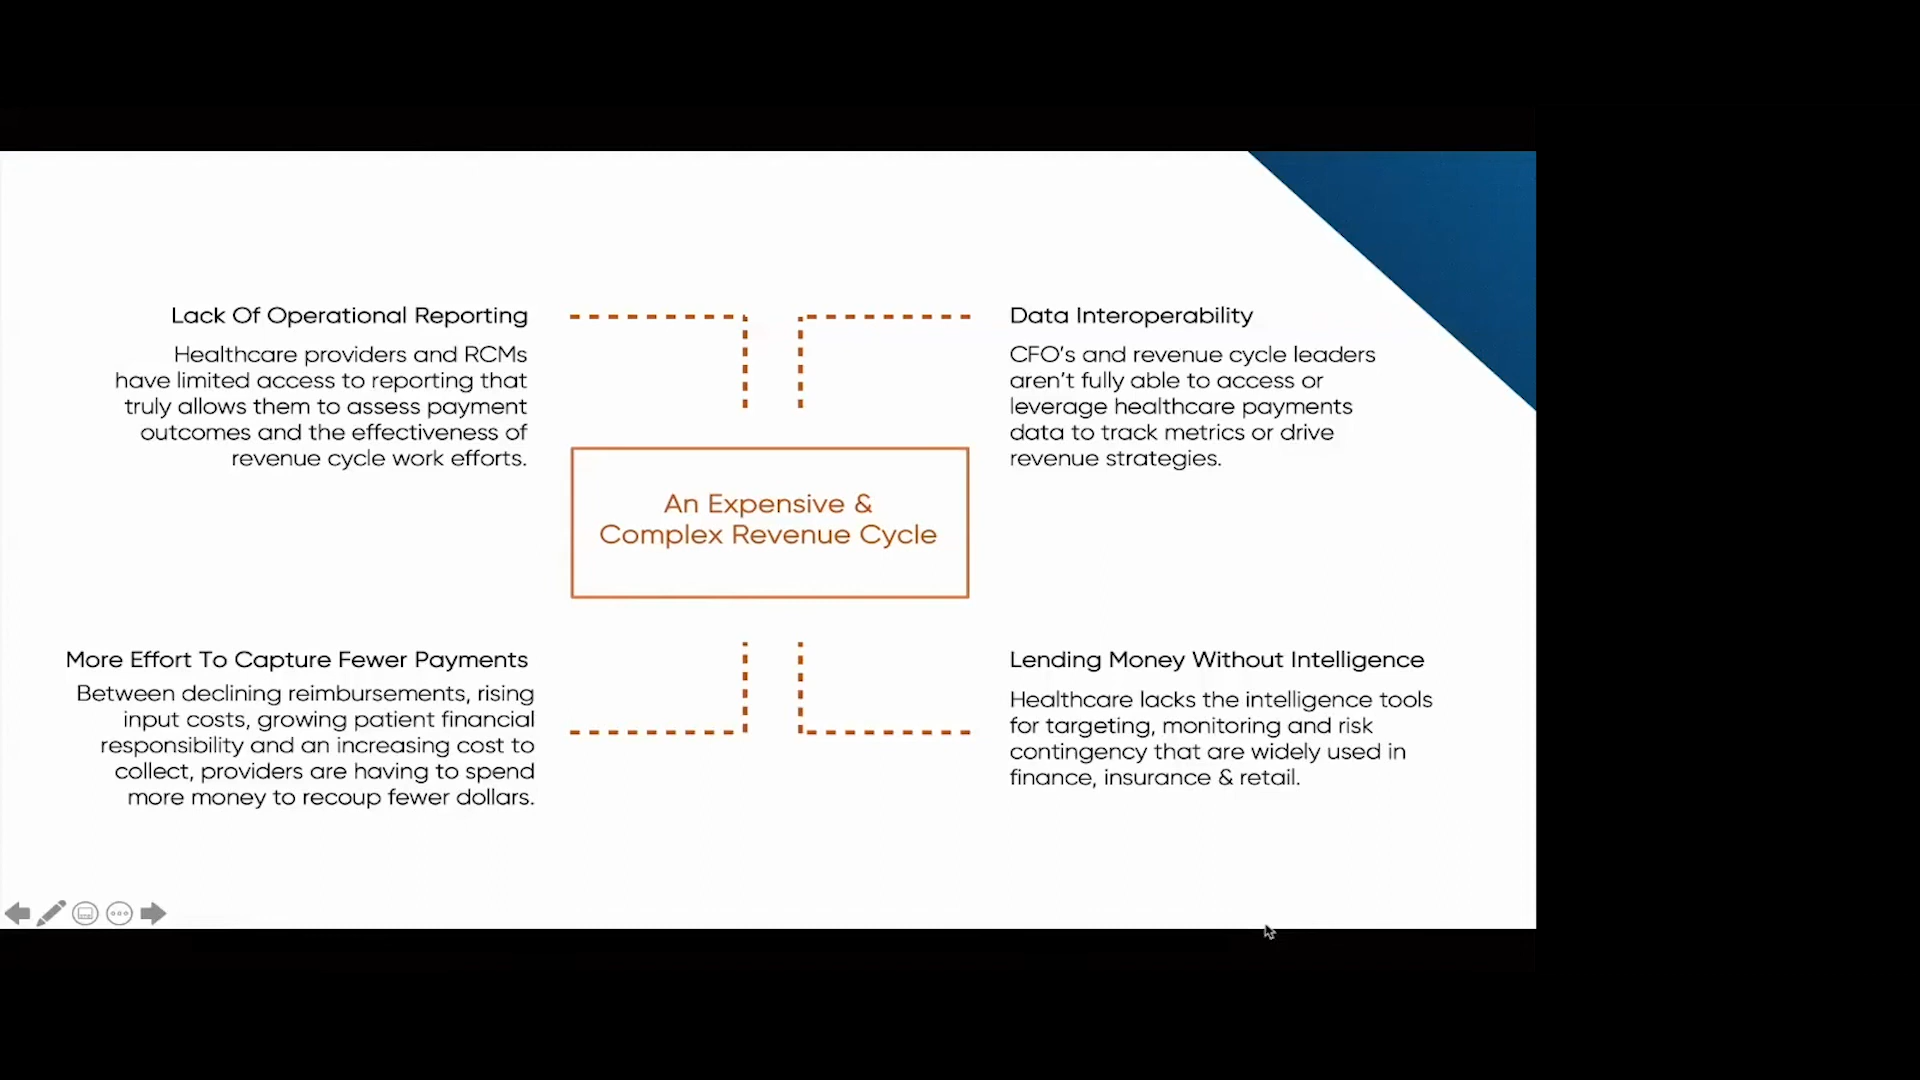 Lack Of Operational Reporting
Healthcare providers and RCMs
have limited access to reporting that
truly allows them to assess payment
outcomes and the effectiveness of
revenue cycle work efforts.
Data Interoperability
CFO's and revenue cycle leaders
aren't fully able to access or
leverage healthcare payments
data to track metrics or drive
revenue strategies.
An Expensive &
Complex Revenue Cycle
More Effort To Capture Fewer Payments
Between declining reimbursements, rising
input costs, growing patient financial
responsibility and an increasing cost to
collect, providers are having to spend
more money to recoup fewer dollars.
Lending Money Without Intelligence
Healthcare lacks the intelligence tools
for targeting, monitoring and risk
contingency that are widely used in
finance, insurance & retail.